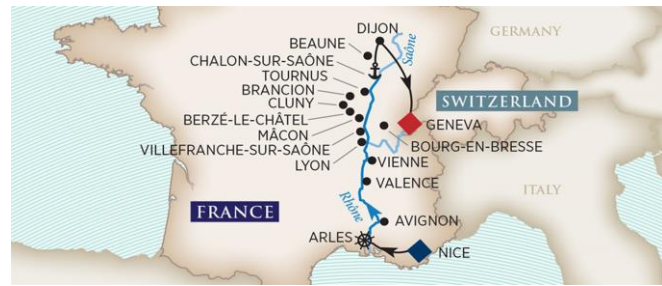 DIJON
BEAUNE
CHALON-SUR-SAÔNE
Saône
GERMANY
TOURNUS
BRANCION
CLUNY
SWITZERLAND
BERZÉ-LE-CHÂTEL
GENEVA
MÂCON
BOURG-EN-BRESSE
VILLEFRANCHE-SUR-SAÔNE
LYON
VIENNE
VALENCE
ITALY
FRANCE
Rhône
AVIGNON
ARLES
NICE